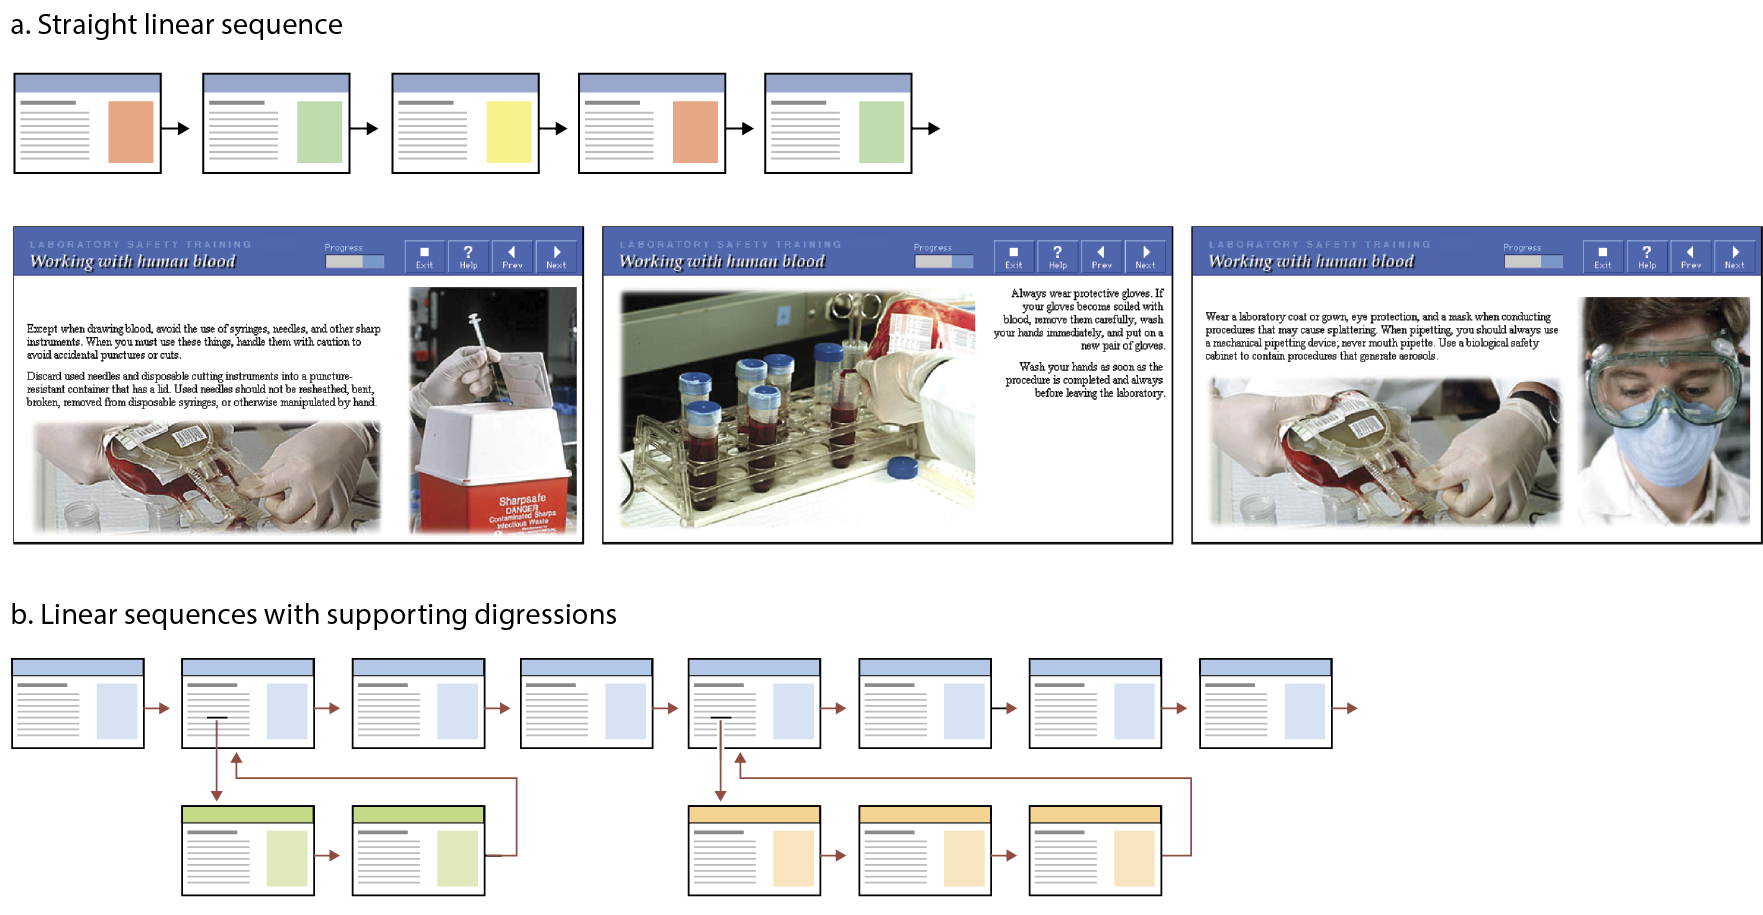 a. Straight linear sequence
LABORATORY SAFETY TRAINING
Working with human blood
Progress
Exit
Help
Prev
Next
Except when drawing blood, avoid the use of syringes, needles, and other sharp
instruments. When you must use these things, handle them with caution to
avoid accidental punctures or cuts.
Discard used needles and disposable cutting instruments into a puncture-
resistant container that has a lid. Used needles should not be resheathed, bent,
broken, removed from disposable syringes, or otherwise manipulated by hand.
Sharpsafe
DANGER
Contaminated Sharps
Infectious Waste
LABORATORY SAFETY TRAINING
Working with human blood
Progress
Exit
Help
Prev
Next
Always wear protective gloves. If
your gloves become soiled with
blood, remove them carefully, wash
your hands immediately, and put on a
new pair of gloves.
Wash your hands as soon as the
procedure is completed and always
before leaving the laboratory.
LABORATORY SAFETY TRAINING
Working with human blood
Progress
Exit
Help
Prev
Next
Wear a laboratory coat or gown, eye protection, and a mask when conducting
procedures that may cause splattering. When pipetting, you should always use
a mechanical pipetting device; never mouth pipette. Use a biological safety
cabinet to contain procedures that generate aerosols.
b. Linear sequences with supporting digressions